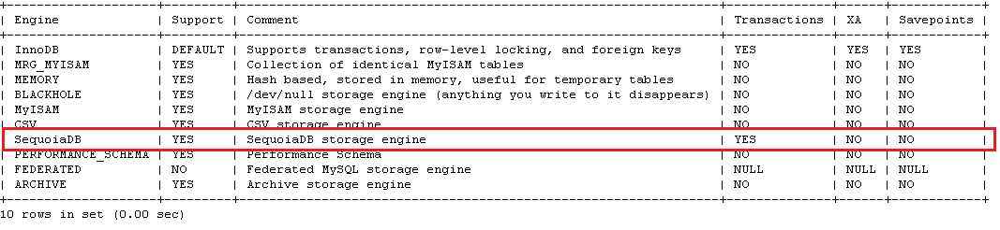 +--------------------+---------+----------------------------------------------------------------+--------------+------+------------+
| Engine             | Support | Comment                                                        | Transactions | XA   | Savepoints |
+--------------------+---------+----------------------------------------------------------------+--------------+------+------------+
| InnoDB             | DEFAULT | Supports transactions, row-level locking, and foreign keys     | YES          | YES  | YES        |
| MRG_MYISAM         | YES     | Collection of identical MyISAM tables                          | NO           | NO   | NO         |
| MEMORY             | YES     | Hash based, stored in memory, useful for temporary tables      | NO           | NO   | NO         |
| BLACKHOLE          | YES     | /dev/null storage engine (anything you write to it disappears) | NO           | NO   | NO         |
| MyISAM             | YES     | MyISAM storage engine                                          | NO           | NO   | NO         |
| CSV                | YES     | CSV storage engine                                             | NO           | NO   | NO         |
| SequoiaDB          | YES     | SequoiaDB storage engine                                       | YES          | NO   | NO         |
| PERFORMANCE_SCHEMA | YES     | Performance Schema                                             | NO           | NO   | NO         |
| FEDERATED          | NO      | Federated MySQL storage engine                                 | NULL         | NULL | NULL       |
| ARCHIVE            | YES     | Archive storage engine                                         | NO           | NO   | NO         |
+--------------------+---------+----------------------------------------------------------------+--------------+------+------------+
10 rows in set (0.00 sec)